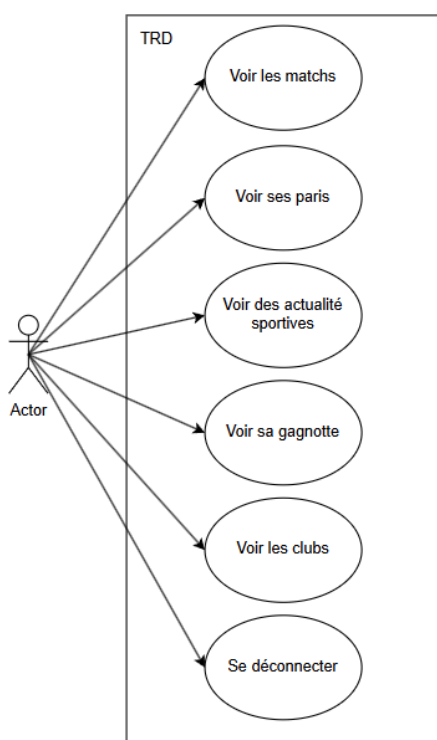 TRD
Voir les matchs
Voir ses paris
Voir des actualité
sportives
Actor
Voir sa gagnotte
Voir les clubs
Se déconnecter